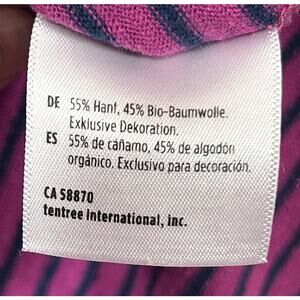 DE 55% Hanf, 45% Bio-Baumwolle.
Exklusive Dekoration.
ES 55% de cáñamo, 45% de algodón
orgánico. Exclusivo para decoración.
CA 58870
tentree international, inc.